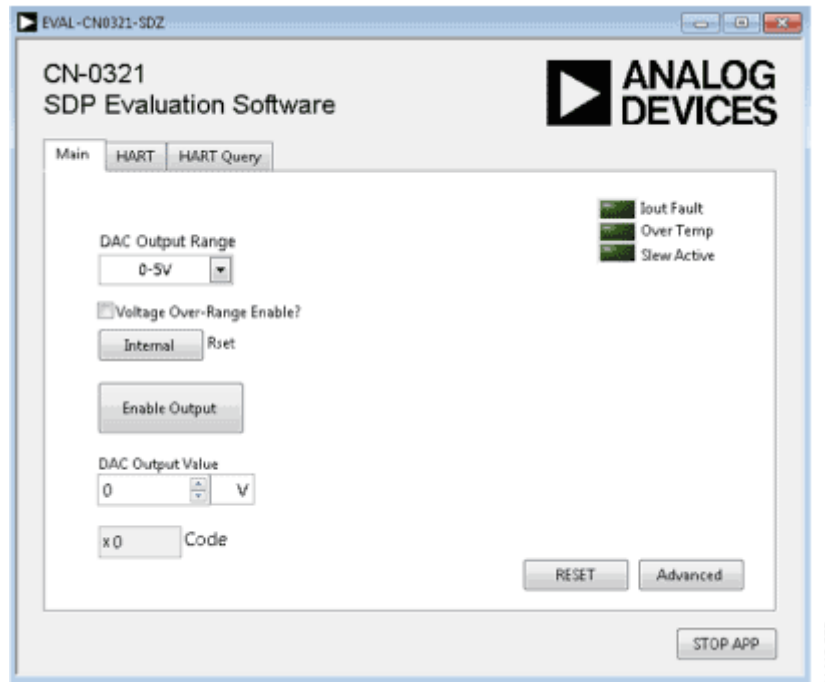 EVAL-CN0321-SDZ
CN-0321
SDP Evaluation Software
ANALOG
DEVICES
Main
HART
HART Query
Iout Fault
Over Temp
Slew Active
DAC Output Range
0-5V
Voltage Over-Range Enable?
Internal
Rset
Enable Output
DAC Output Value
0
V
x 0
Code
RESET
Advanced
STOP APP